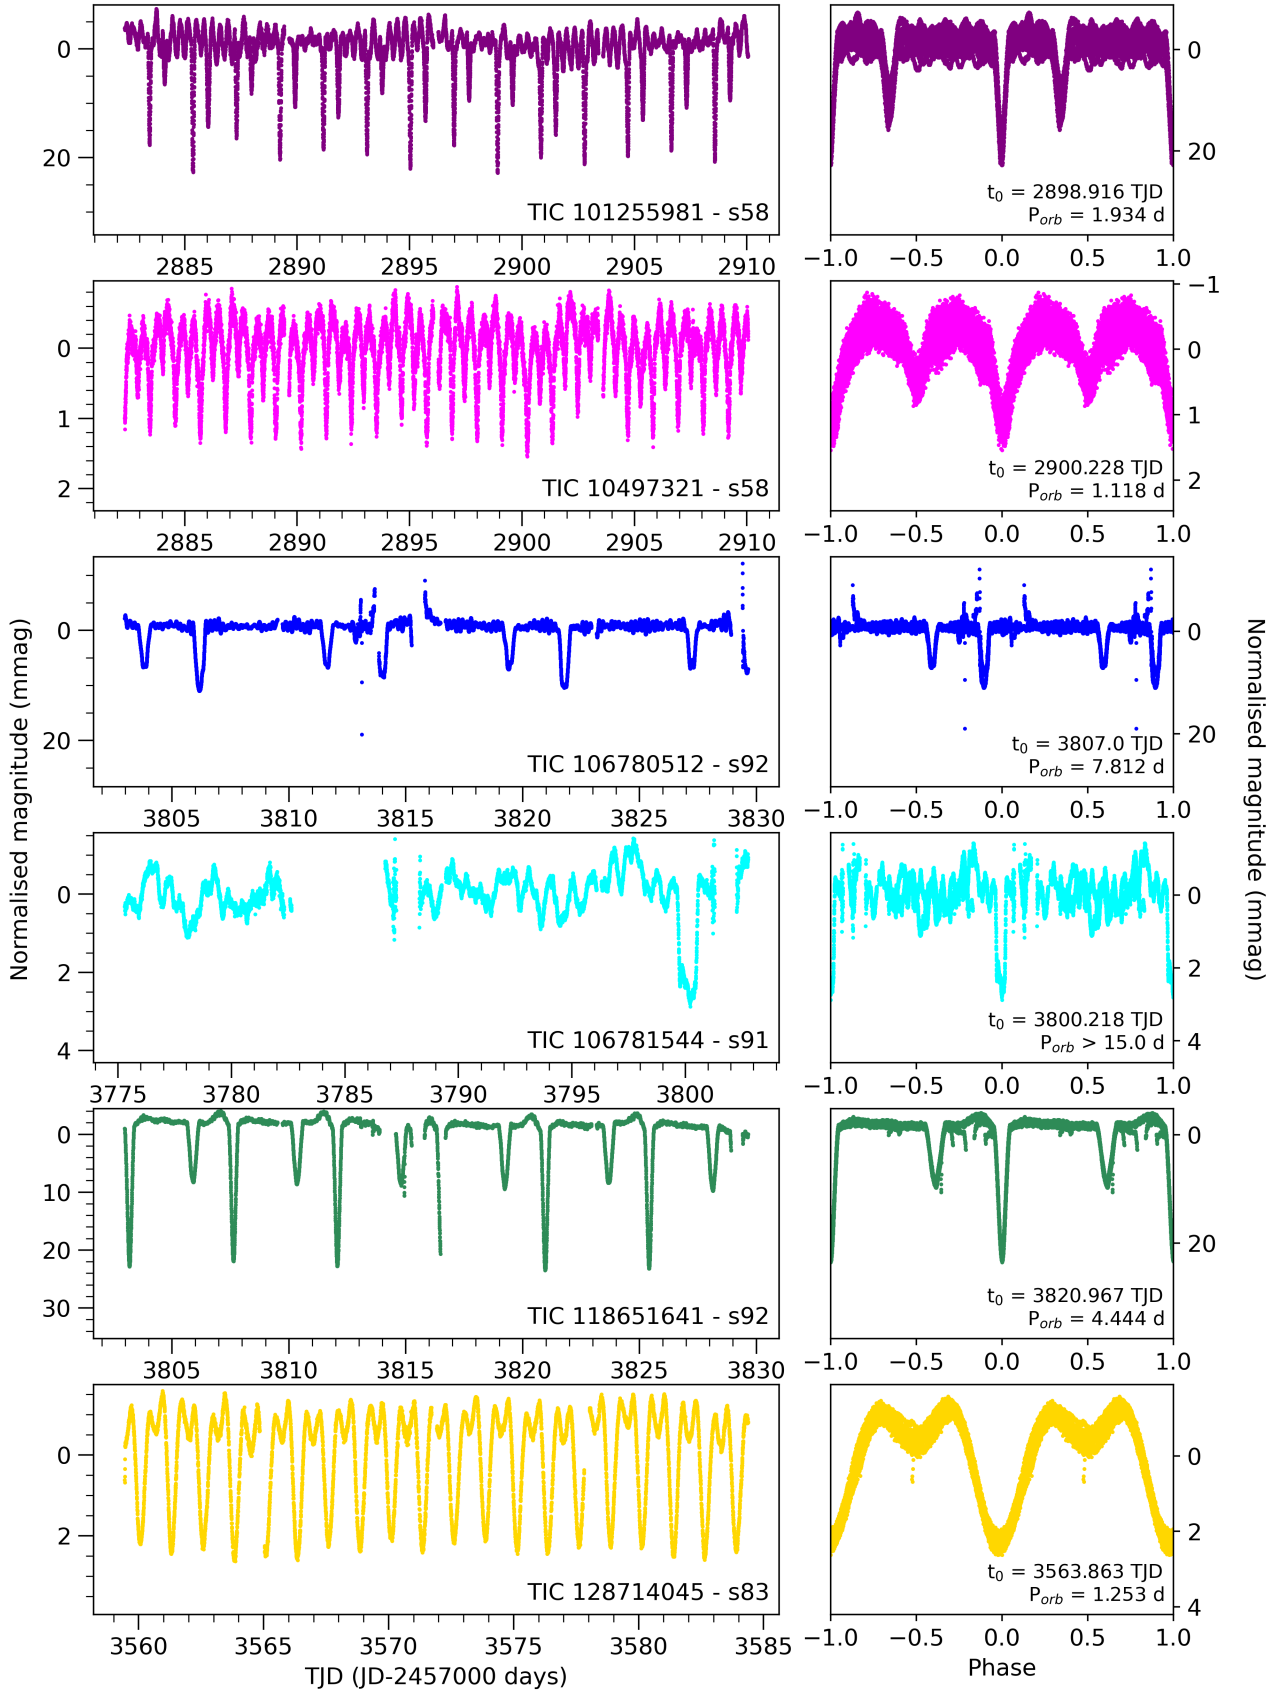 0
20
TIC 101255981 - s58
2885 2890 2895 2900 2905 2910
0
20
t0 = 2898.916 TJD
Porb = 1.934 d
−1.0 −0.5 0.0 0.5 1.0
0
1
2
TIC 10497321 - s58
2885 2890 2895 2900 2905 2910
−1
0
1
2
t0 = 2900.228 TJD
Porb = 1.118 d
−1.0 −0.5 0.0 0.5 1.0
0
20
TIC 106780512 - s92
3805 3810 3815 3820 3825 3830
0
20
t0 = 3807.0 TJD
Porb = 7.812 d
−1.0 −0.5 0.0 0.5 1.0
Normalised magnitude (mmag)
Normalised magnitude (mmag)
0
2
4
TIC 106781544 - s91
3775 3780 3785 3790 3795 3800
0
2
4
t0 = 3800.218 TJD
Porb > 15.0 d
−1.0 −0.5 0.0 0.5 1.0
0
10
20
30
TIC 118651641 - s92
3805 3810 3815 3820 3825 3830
0
20
t0 = 3820.967 TJD
Porb = 4.444 d
−1.0 −0.5 0.0 0.5 1.0
0
2
TIC 128714045 - s83
3560 3565 3570 3575 3580 3585
TJD (JD-2457000 days)
0
2
4
t0 = 3563.863 TJD
Porb = 1.253 d
−1.0 −0.5 0.0 0.5 1.0
Phase